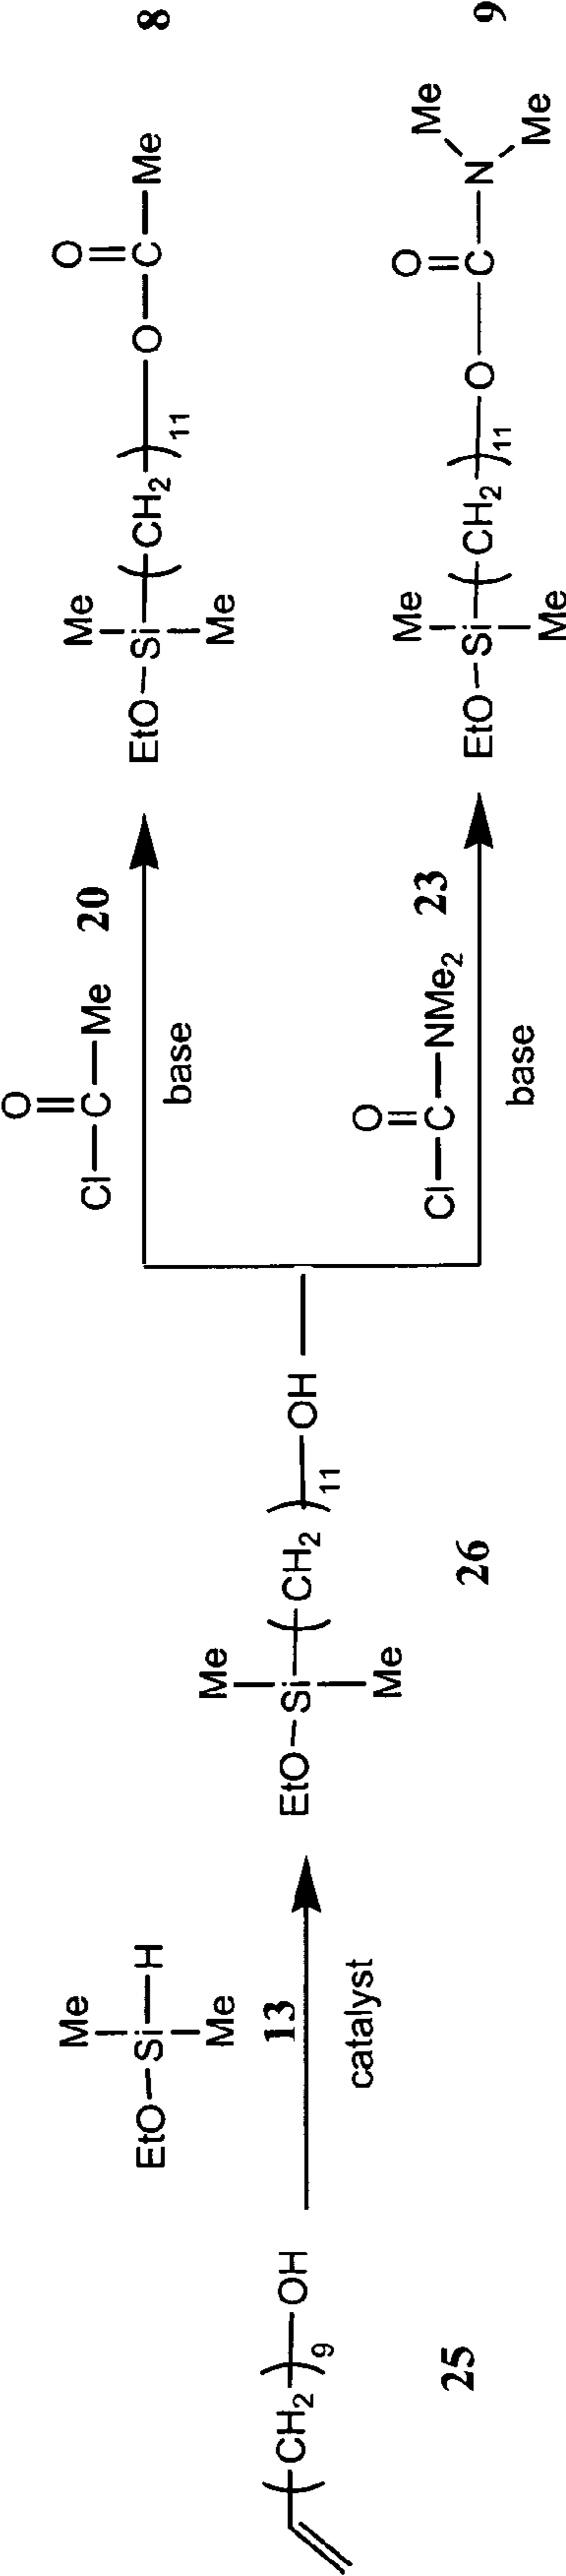 (CH2)9—OH
25
Me
EtO—Si—H
Me
13
catalyst
Me
EtO—Si(CH2)11—OH
Me
26
O
Cl—C—Me
20
base
Me O
EtO—Si(CH2)11—O—C—Me
Me
8
O
Cl—C—NMe2
23
base
Me O Me
EtO—Si(CH2)11—O—C—N
Me Me
9